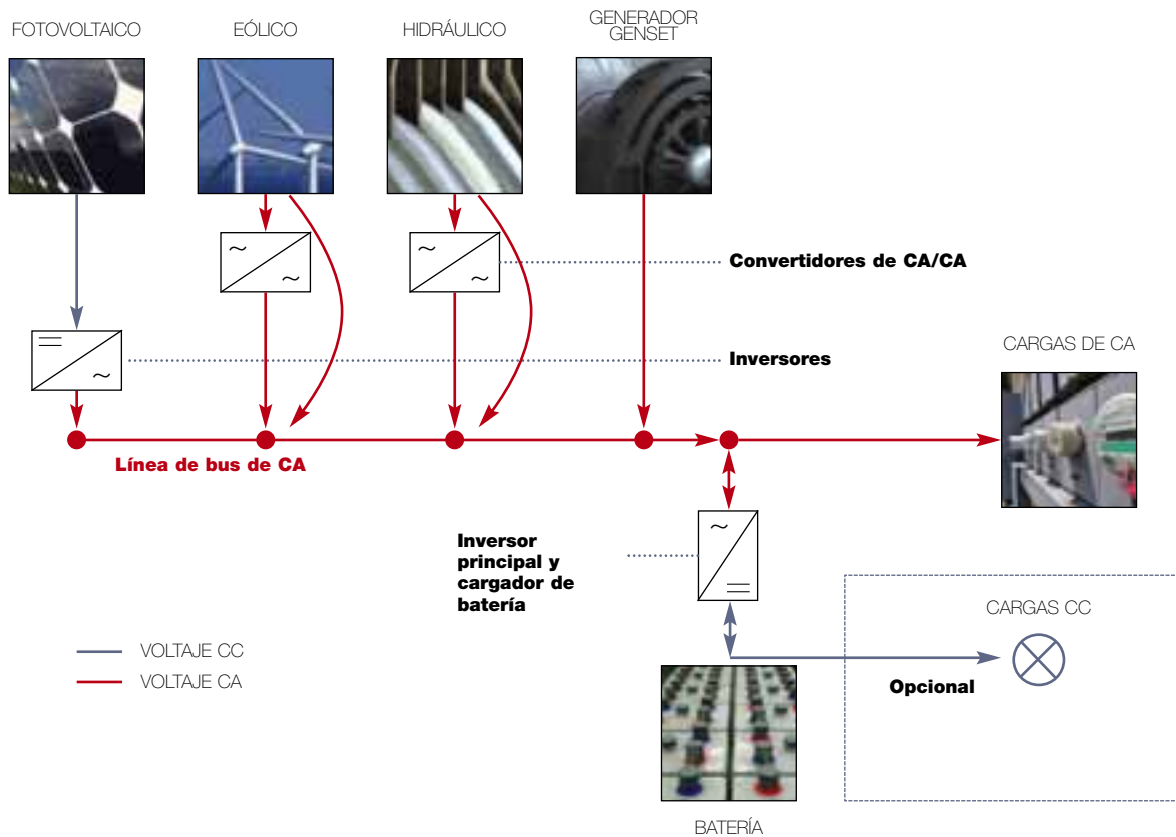 FOTOVOLTAICO
EÓLICO
HIDRÁULICO
GENERADOR
GENSET
Convertidores de CA/CA
Inversores
CARGAS DE CA
Línea de bus de CA
Inversor
principal y
cargador de
batería
CARGAS CC
VOLTAJE CC
VOLTAJE CA
Opcional
BATERÍA